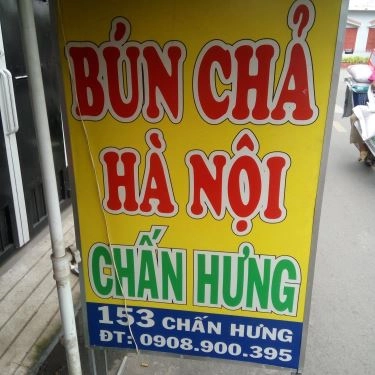 BÚN CHẢ
HÀ NỘI
CHẤN HƯNG
153 CHẤN HƯNG
ĐT: 0908.900.395